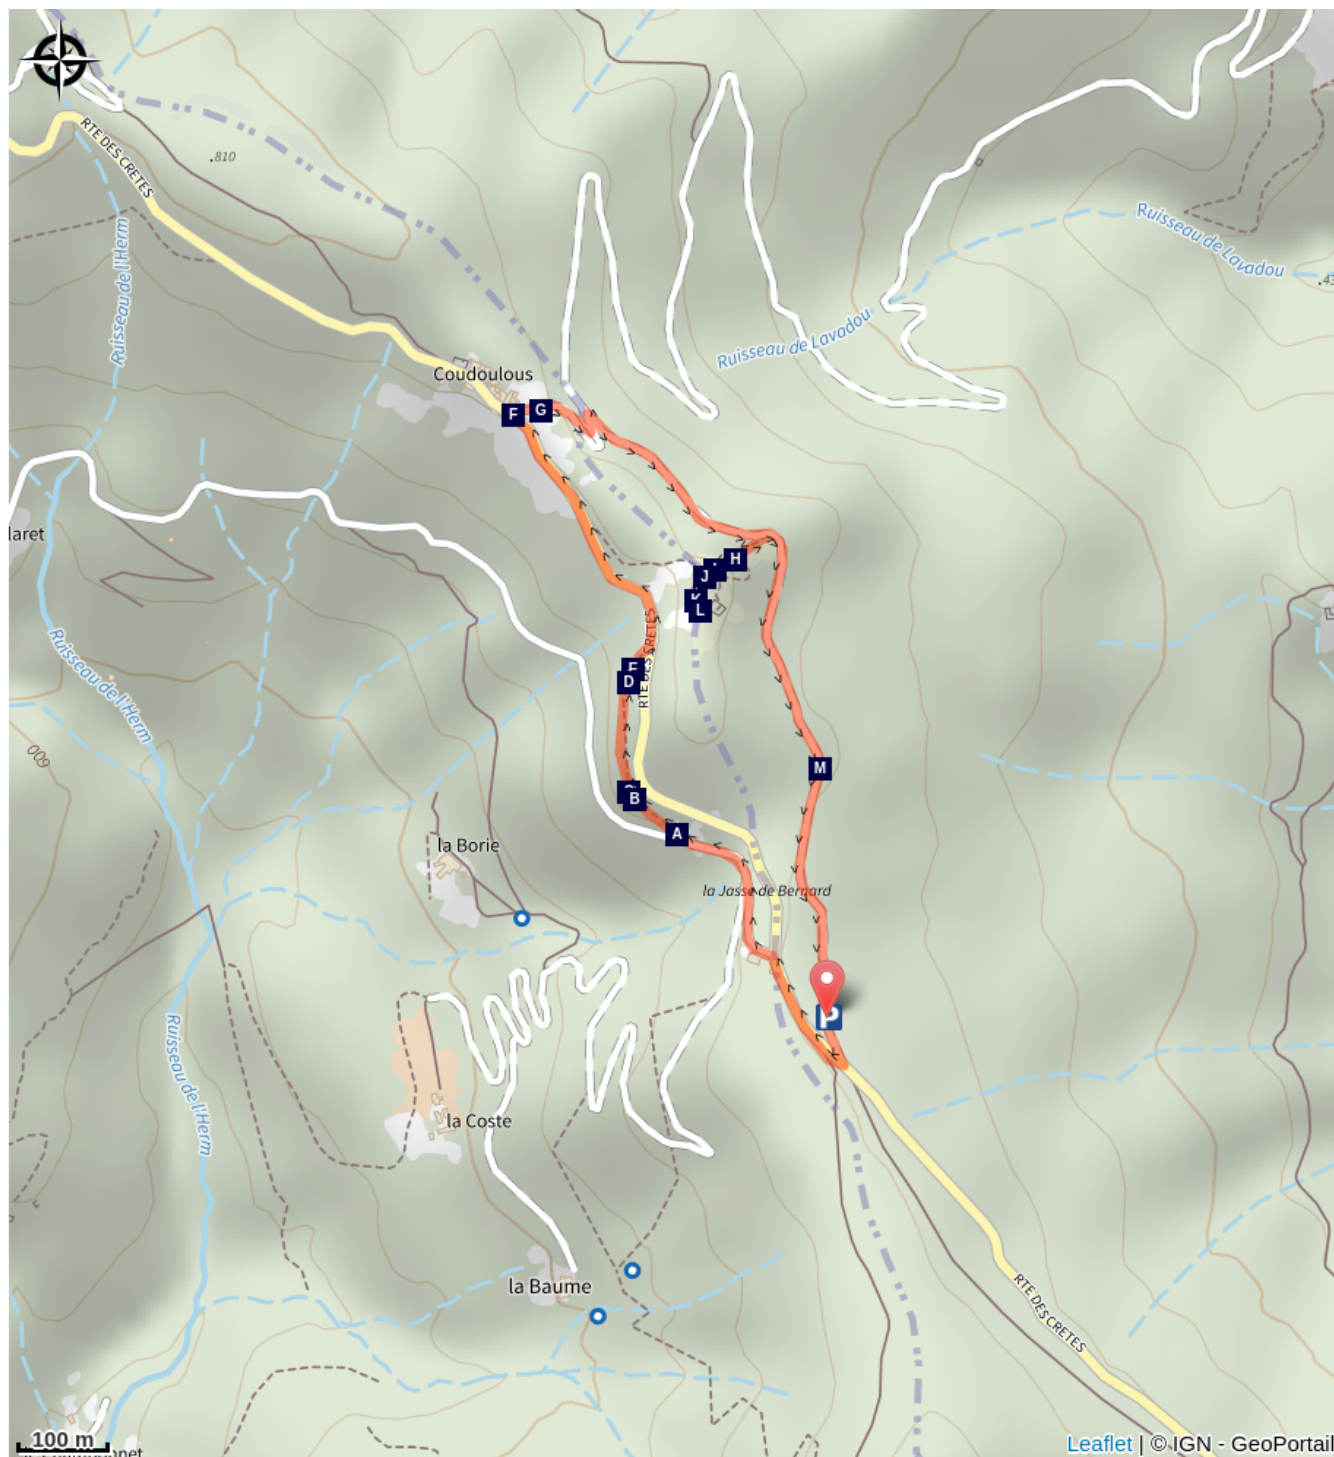 RTE DES CRETES
.810
Ruisseau de l'Herm
Ruisseau de Lavadou
Ruisseau de Lavadou
Coudoulous
F
G
laret
H
J
L
RTE DES CRETES
D
Ruisseau de l'Herm
600
M
B
A
la Borie
la Jasse de Bernard
P
Ruisseau de l'Herm
la Coste
la Baume
RTE DES CRETES
100 m
Leaflet | © IGN - GeoPortail